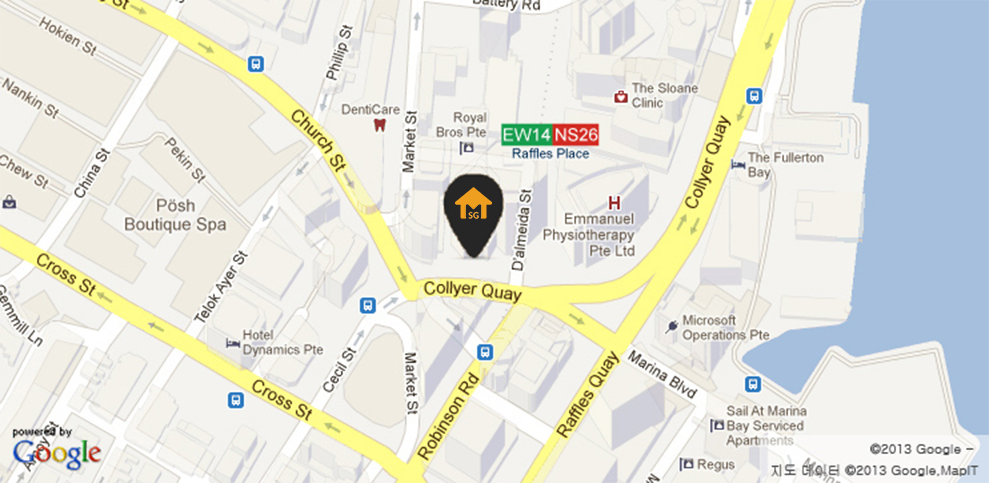 Battery Rd
Hokien St
Phillip St
Nankin St
Pekin St
Chew St
China St
Church St
Market St
DentiCare
Royal
Bros Pte
The Sloane
Clinic
EW14 NS26
Raffles Place
Collyer Quay
The Fullerton
Bay
Pösh
Boutique Spa
SG
D'almeida St
Emmanuel
Physiotherapy
Pte Ltd
Cross St
Telok Ayer St
Collyer Quay
Gemmill Ln
Hotel
Dynamics Pte
Cecil St
Market St
Microsoft
Operations Pte
Marina Blvd
Cross St
Robinson Rd
Raffles Quay
Sail At Marina
Bay Serviced
Apartments
Regus
powered by
Google
©2013 Google -
지도 데이터 ©2013 Google, MapIT